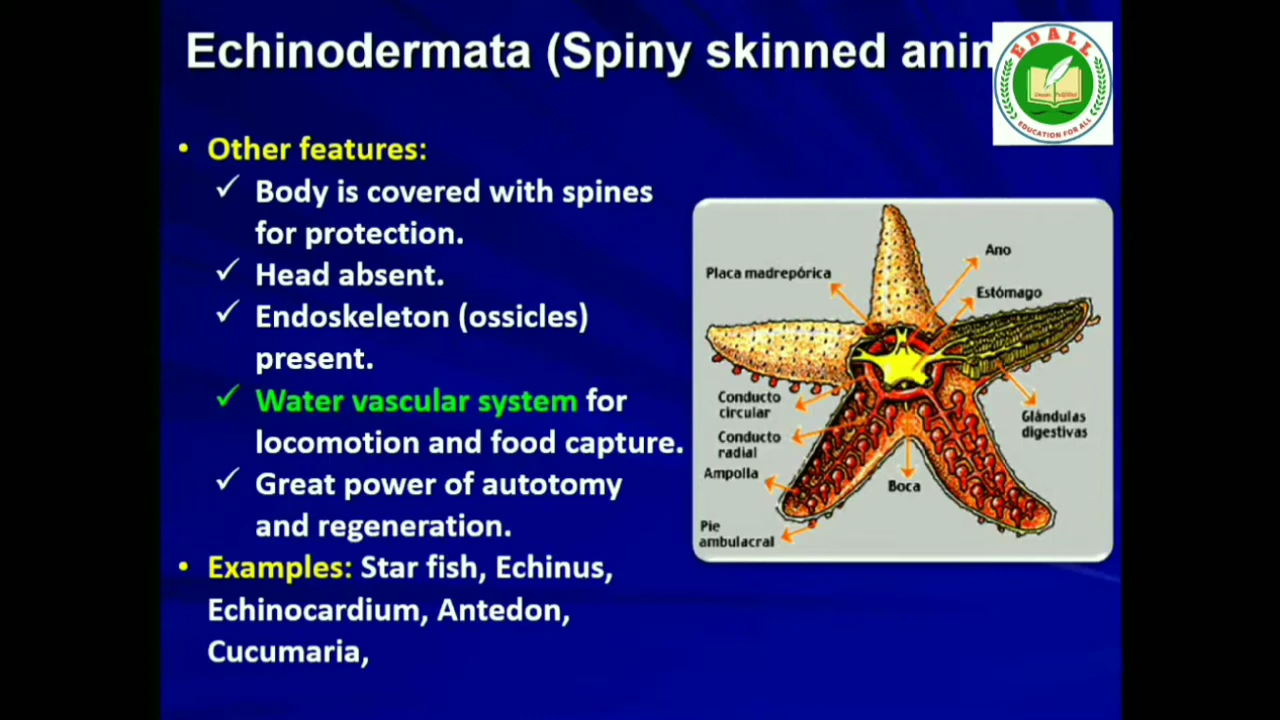 Echinodermata (Spiny skinned anim
EDALL
EDUCATION FOR ALL
• Other features:
✓ Body is covered with spines
for protection.
✓ Head absent.
✓ Endoskeleton (ossicles)
present.
✓ Water vascular system for
locomotion and food capture.
✓ Great power of autotomy
and regeneration.
• Examples: Star fish, Echinus,
Echinocardium, Antedon,
Cucumaria,
Ano
Placa madrepórica
Estómago
Conducto
circular
Conducto
radial
Ampolla
Pie
ambulacral
Boca
Glándulas
digestivas